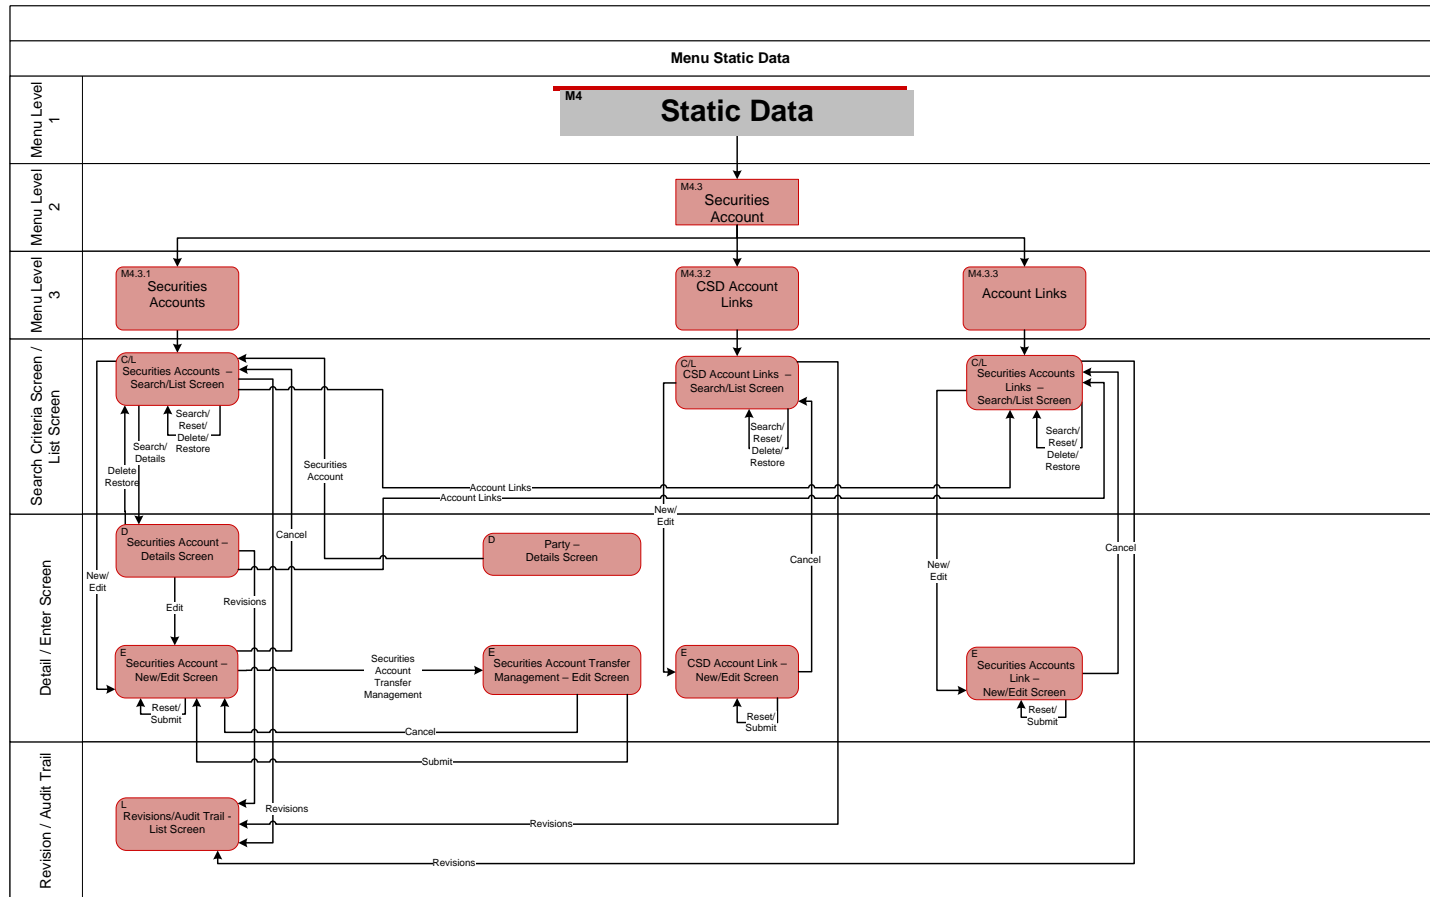 Menu Static Data
Menu Level
1
M4
Static Data
Menu Level
2
M4.3
Securities
Account
Menu Level
3
M4.3.1
Securities
Accounts
M4.3.2
CSD Account
Links
M4.3.3
Account Links
Search Criteria Screen /
List Screen
C/L
Securities Accounts –
Search/List Screen
C/L
CSD Account Links –
Search/List Screen
C/L
Securities Accounts
Links –
Search/List Screen
Search/
Reset/
Delete/
Restore
Search/
Details
Delete
Restore
Securities
Account
Search/
Reset/
Delete/
Restore
Search/
Reset/
Delete/
Restore
Account Links
Account Links
New/
Edit
Detail / Enter Screen
D
Securities Account –
Details Screen
Cancel
D
Party –
Details Screen
Cancel
Cancel
New/
Edit
New/
Edit
Edit
Revisions
E
Securities Account –
New/Edit Screen
Securities
Account
Transfer
Management
E
Securities Account Transfer
Management – Edit Screen
E
CSD Account Link –
New/Edit Screen
E
Securities Accounts
Link –
New/Edit Screen
Reset/
Submit
Reset/
Submit
Reset/
Submit
Cancel
Submit
Revision / Audit Trail
L
Revisions/Audit Trail -
List Screen
Revisions
Revisions
Revisions